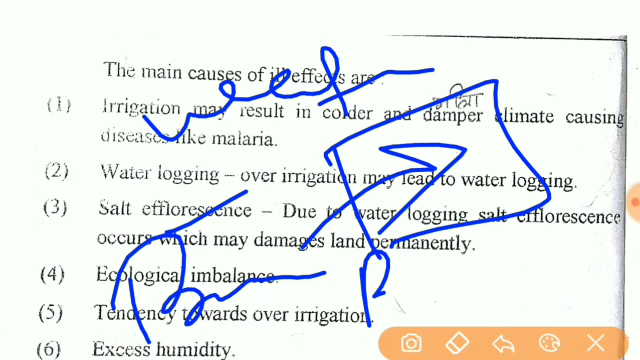 The main causes of ill effects are
(1) Irrigation may result in colder and damper climate causing
diseases like malaria.
(2) Water logging – over irrigation may lead to water logging.
(3) Salt efflorescence – Due to water logging salt efflorescence
occurs which may damages land permanently.
(4) Ecological imbalance.
(5) Tendency towards over irrigation.
(6) Excess humidity.